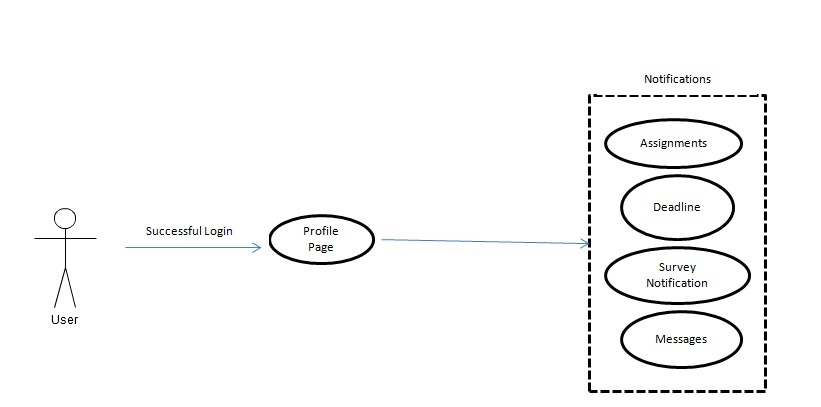 Notifications
Assignments
Deadline
Successful Login
Profile
Page
Survey
Notification
Messages
User